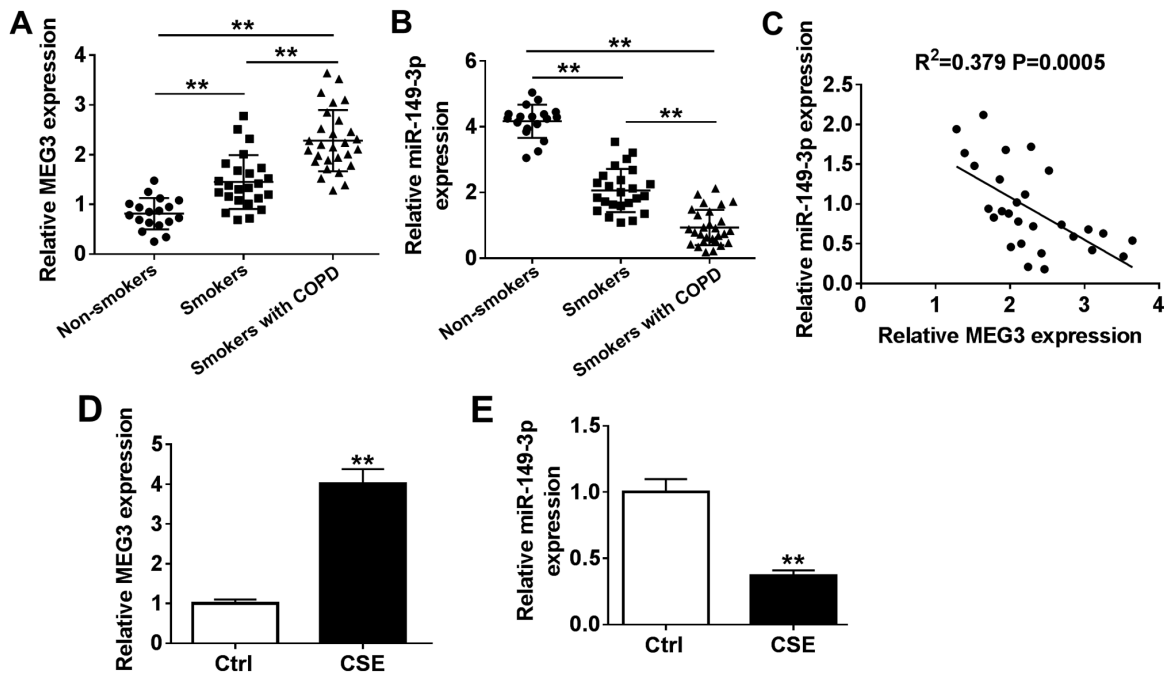 A
Relative MEG3 expression
4
3
2
1
0
**
**
**
Non-smokers
Smokers
Smokers with COPD
B
Relative miR-149-3p
expression
6
4
2
0
**
**
**
Non-smokers
Smokers
Smokers with COPD
C
R²=0.379 P=0.0005
Relative miR-149-3p expression
2.5
2.0
1.5
1.0
0.5
0.0
0 1 2 3 4
Relative MEG3 expression
D
Relative MEG3 expression
5
4
3
2
1
0
**
Ctrl CSE
E
Relative miR-149-3p
expression
1.5
1.0
0.5
0.0
**
Ctrl CSE